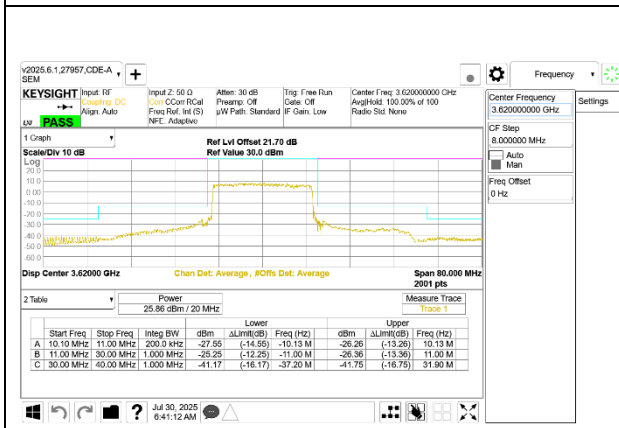 v2025.6.1,27957,CDE-A
SEM
+
Frequency
KEYSIGHT
Input: RF
Coupling: DC
Align: Auto
Input Z: 50 Ω
Corr CCorr RCal
Freq Ref: Int (S)
NFE: Adaptive
Atten: 30 dB
Preamp: Off
µW Path: Standard
Trig: Free Run
Gate: Off
IF Gain: Low
Center Freq: 3.620000000 GHz
Avg|Hold: 100.00% of 100
Radio Std: None
LXI PASS
Center Frequency
3.620000000 GHz
Settings
CF Step
8.000000 MHz
Auto
Man
Freq Offset
0 Hz
1 Graph
Scale/Div 10 dB
Ref Lvl Offset 21.70 dB
Ref Value 30.0 dBm
Log
20.0
10.0
0.00
-10.0
-20.0
-30.0
-40.0
-50.0
-60.0
Disp Center 3.62000 GHz
Chan Det: Average , #Offs Det: Average
Span 80.000 MHz
2001 pts
2 Table
Power
25.86 dBm / 20 MHz
Measure Trace
Trace 1
Lower Upper
Start Freq Stop Freq Integ BW dBm ΔLimit(dB) Freq (Hz) dBm ΔLimit(dB) Freq (Hz)
A 10.10 MHz 11.00 MHz 200.0 kHz -27.55 (-14.55) -10.13 M -26.26 (-13.26) 10.13 M
B 11.00 MHz 30.00 MHz 1.000 MHz -25.25 (-12.25) -11.00 M -26.36 (-13.36) 11.00 M
C 30.00 MHz 40.00 MHz 1.000 MHz -41.17 (-16.17) -37.20 M -41.75 (-16.75) 31.90 M
?
Jul 30, 2025
6:41:12 AM